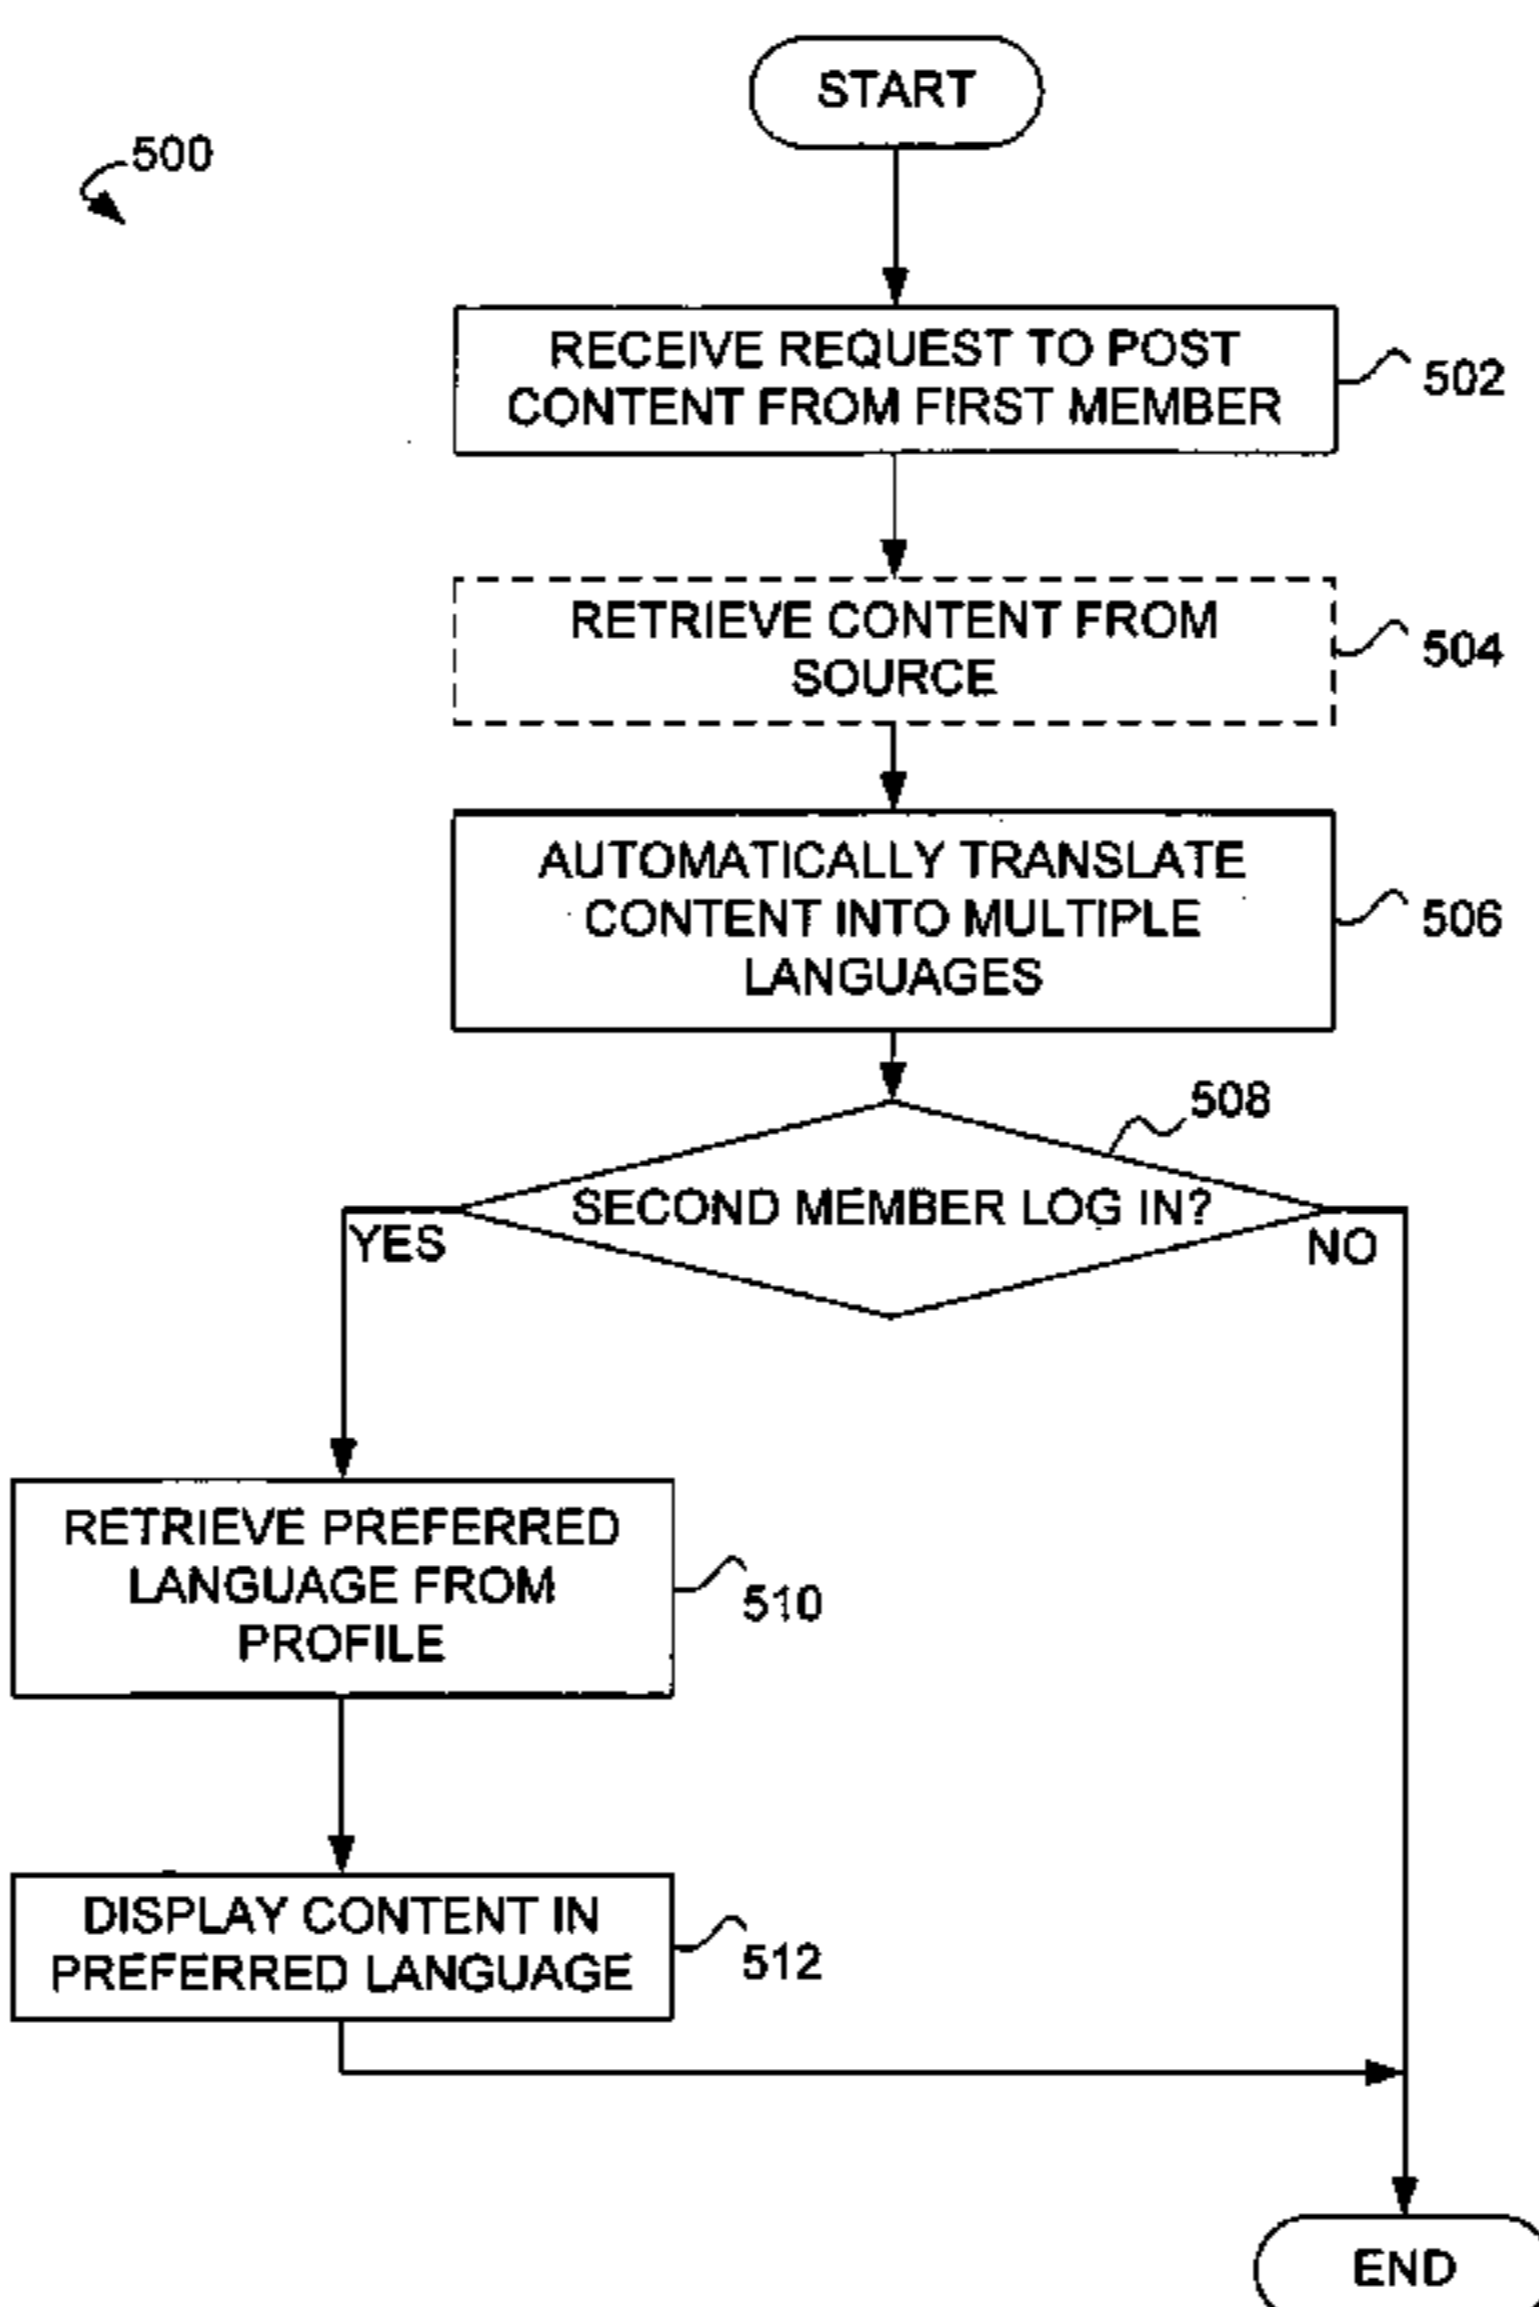 START
500
RECEIVE REQUEST TO POST
CONTENT FROM FIRST MEMBER
502
RETRIEVE CONTENT FROM
SOURCE
504
AUTOMATICALLY TRANSLATE
CONTENT INTO MULTIPLE
LANGUAGES
506
508
SECOND MEMBER LOG IN?
YES
NO
RETRIEVE PREFERRED
LANGUAGE FROM
PROFILE
510
DISPLAY CONTENT IN
PREFERRED LANGUAGE
512
END